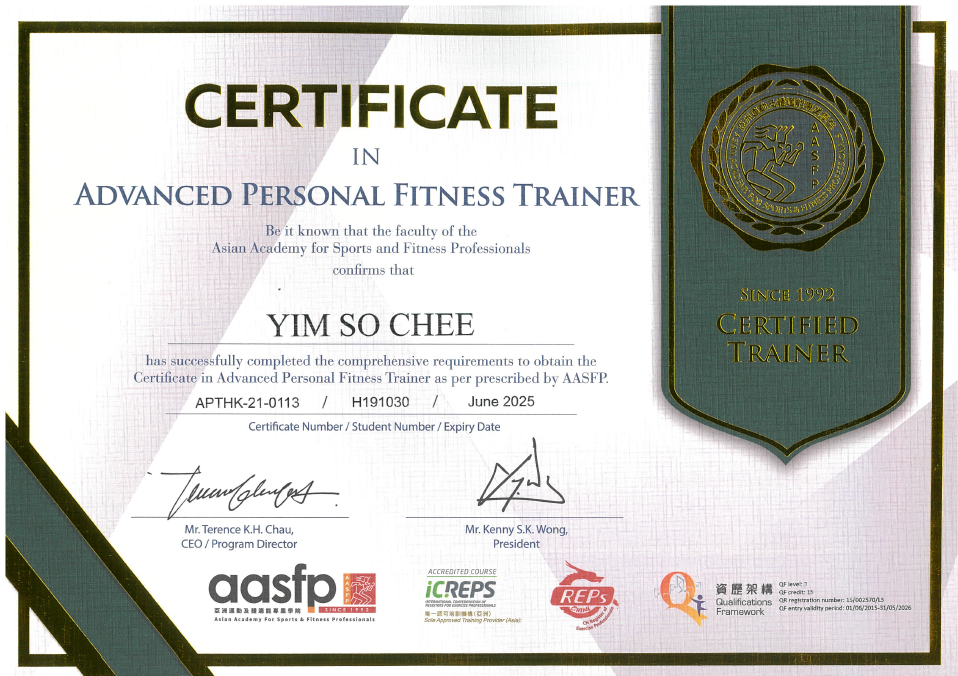 CERTIFICATE
IN
ADVANCED PERSONAL FITNESS TRAINER
Be it known that the faculty of the
Asian Academy for Sports and Fitness Professionals
confirms that
YIM SO CHEE
has successfully completed the comprehensive requirements to obtain the
Certificate in Advanced Personal Fitness Trainer as per prescribed by AASFP.
APTHK-21-0113 / H191030 / June 2025
Certificate Number / Student Number / Expiry Date
Mr. Terence K.H. Chau,
CEO / Program Director
Mr. Kenny S.K. Wong,
President
AASFP
SINCE 1992
CERTIFIED
TRAINER
aasfp
AASFP
亞洲運動及體適能專業學院
SINCE 1992
Asian Academy For Sports & Fitness Professionals
ACCREDITED COURSE
iCREPS
INTERNATIONAL CONFEDERATION OF
REGISTERS FOR EXERCISE PROFESSIONALS
唯一認可培訓機構(亞洲)
Sole Approved Training Provider (Asia)
REPs
CHINA
CN Register
Exercise Professionals
資歷架構
Qualifications
Framework
QF level:
QF credit: 13
QR registration number: 15/002570/L3
QF entry validity period: 01/06/2015-31/05/2026